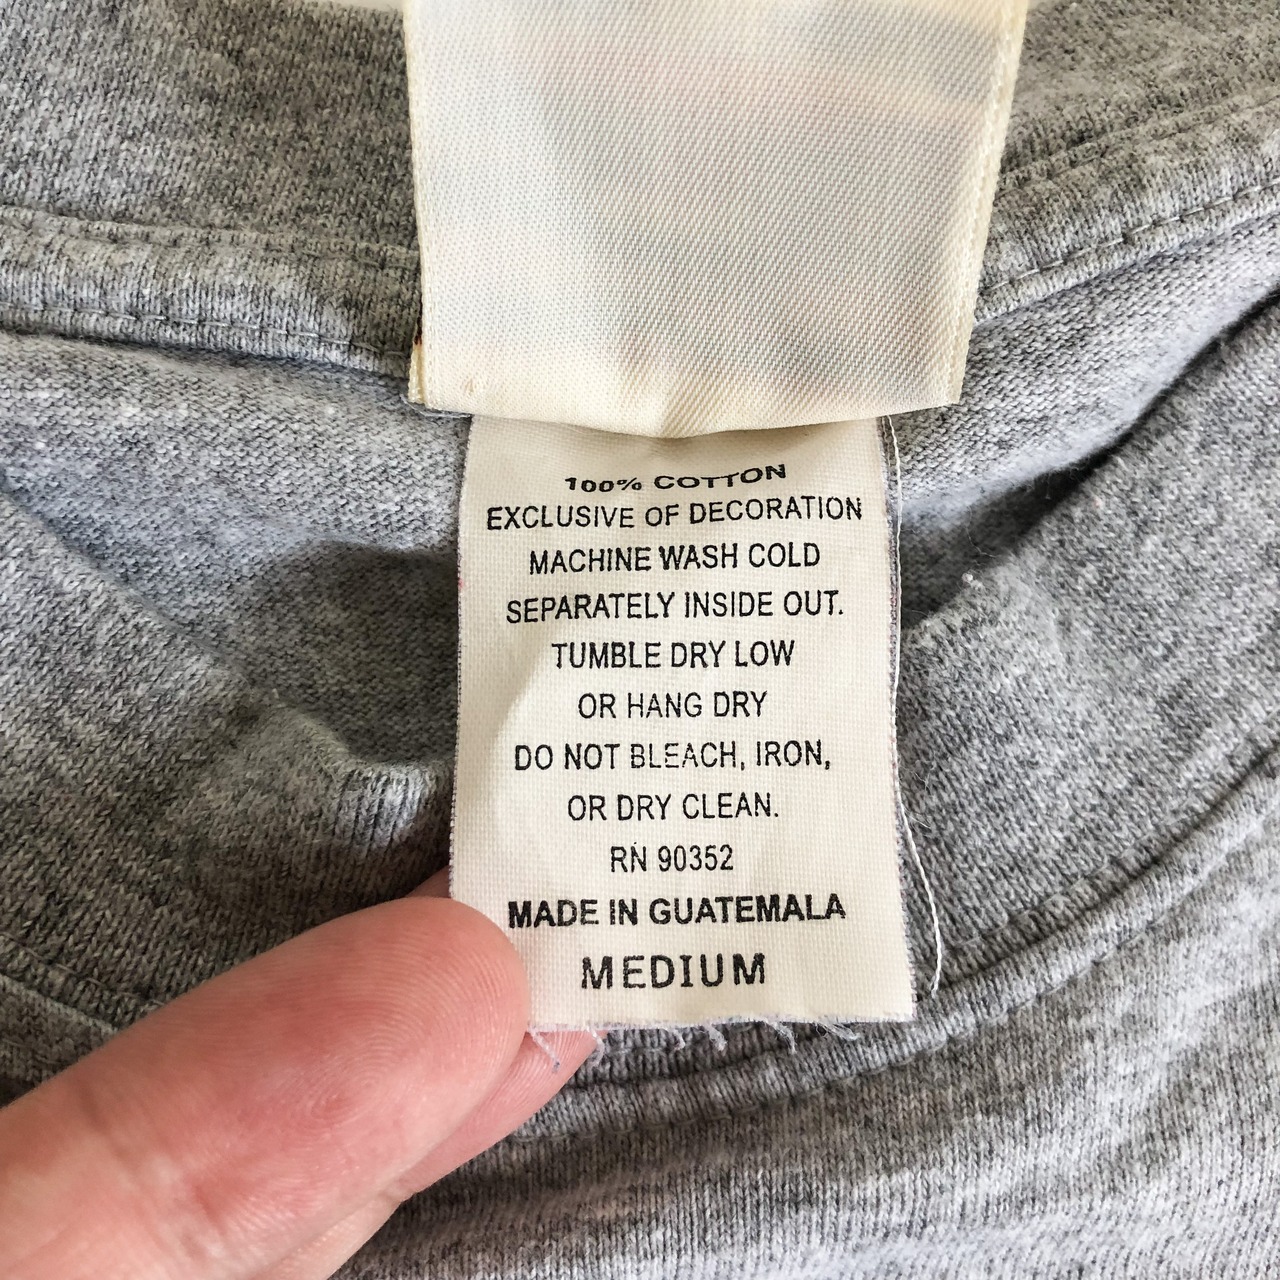 100% COTTON
EXCLUSIVE OF DECORATION
MACHINE WASH COLD
SEPARATELY INSIDE OUT.
TUMBLE DRY LOW
OR HANG DRY
DO NOT BLEACH, IRON,
OR DRY CLEAN.
RN 90352
MADE IN GUATEMALA
MEDIUM